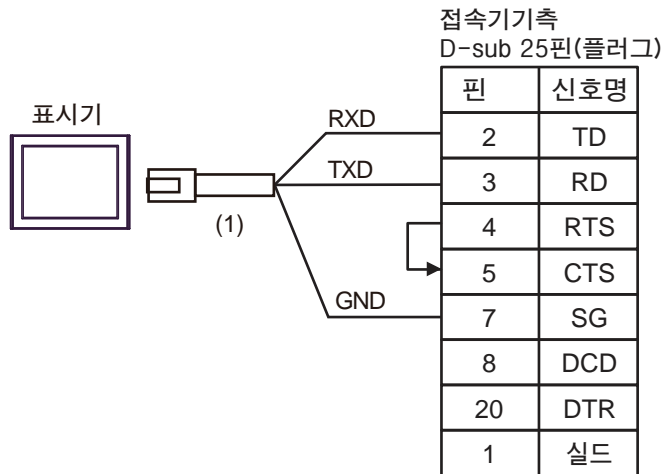 접속기기측
D-sub 25핀(플러그)
표시기
(1)
RXD
TXD
GND
핀 신호명
2 TD
3 RD
4 RTS
5 CTS
7 SG
8 DCD
20 DTR
1 실드